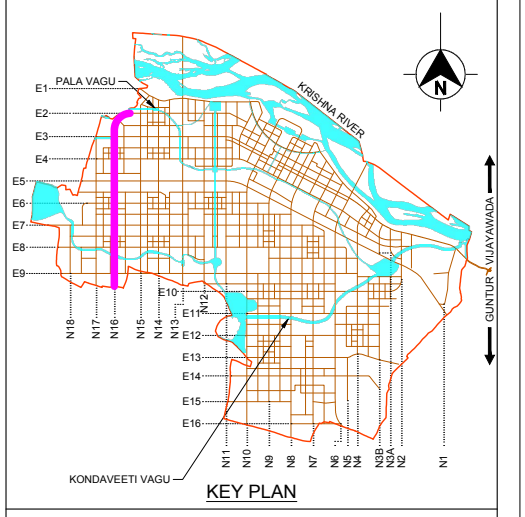 E1
PALA VAGU
E2
E3
E4
E5
E6
E7
E8
E9
KRISHNA RIVER
N
GUNTUR
VIJAYAWADA
N18
N17
N16
N15
N14
N13
N12
E10
E11
E12
E13
E14
E15
E16
N11
N10
N9
N8
N7
N6
N5
N4
N3B
N3A
N2
N1
KONDAVEETI VAGU
KEY PLAN